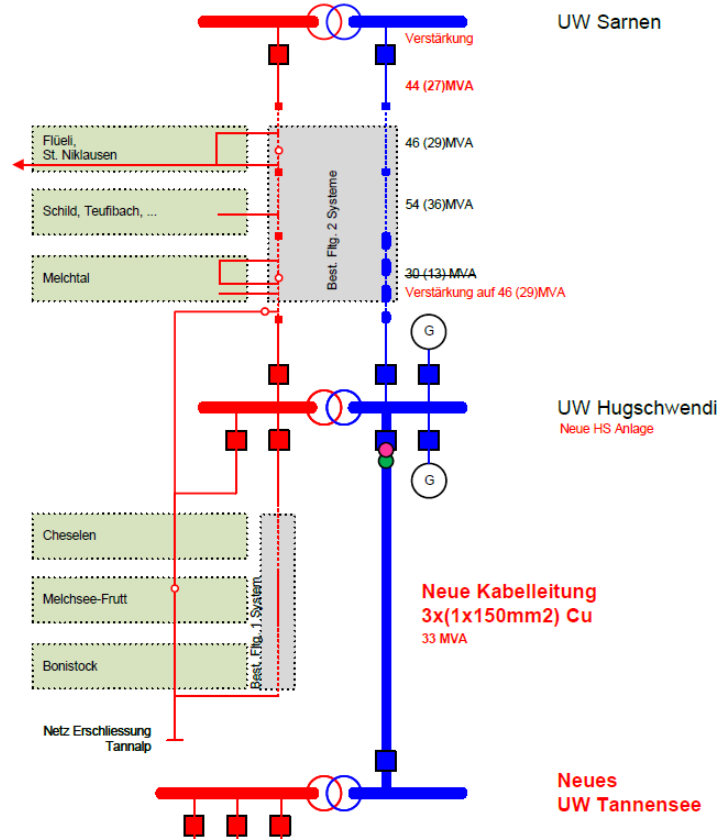 UW Sarnen
Verstärkung
44 (27)MVA
Flüeli,
St. Niklausen
46 (29)MVA
Schild, Teufibach, ...
54 (36)MVA
Best. Fltg. 2 Systeme
Melchtal
30 (13) MVA
Verstärkung auf 46 (29)MVA
G
UW Hugschwendi
Neue HS Anlage
G
Cheselen
Melchsee-Frutt
Bonistock
Best. Fltg. 1 System
Neue Kabelleitung
3x(1x150mm2) Cu
33 MVA
Netz Erschliessung
Tannalp
Neues
UW Tannensee